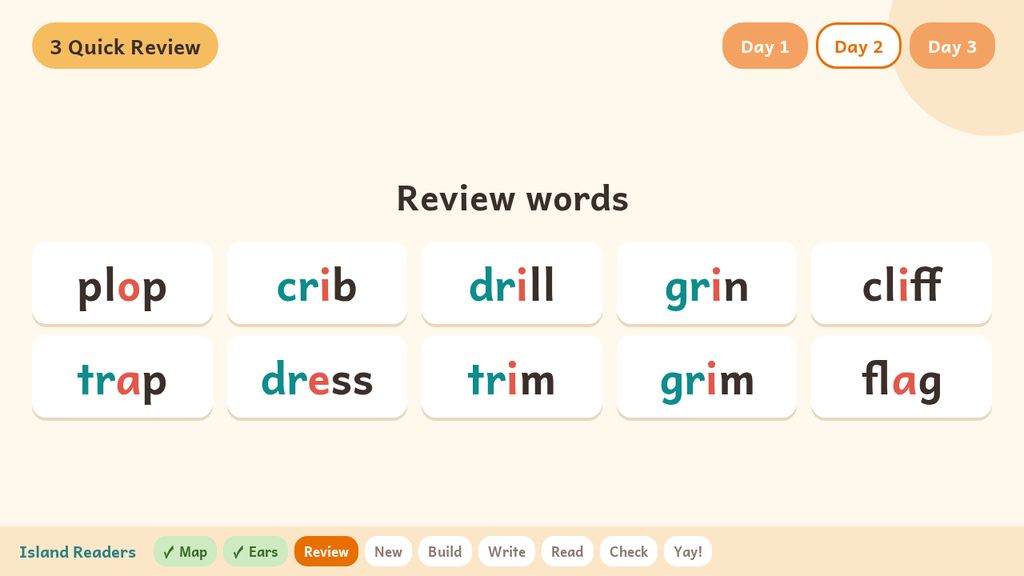 3 Quick Review
Day 1 Day 2 Day 3
Review words
plop crib drill grin cliff
trap dress trim grim flag
Island Readers ✓ Map ✓ Ears Review New Build Write Read Check Yay!